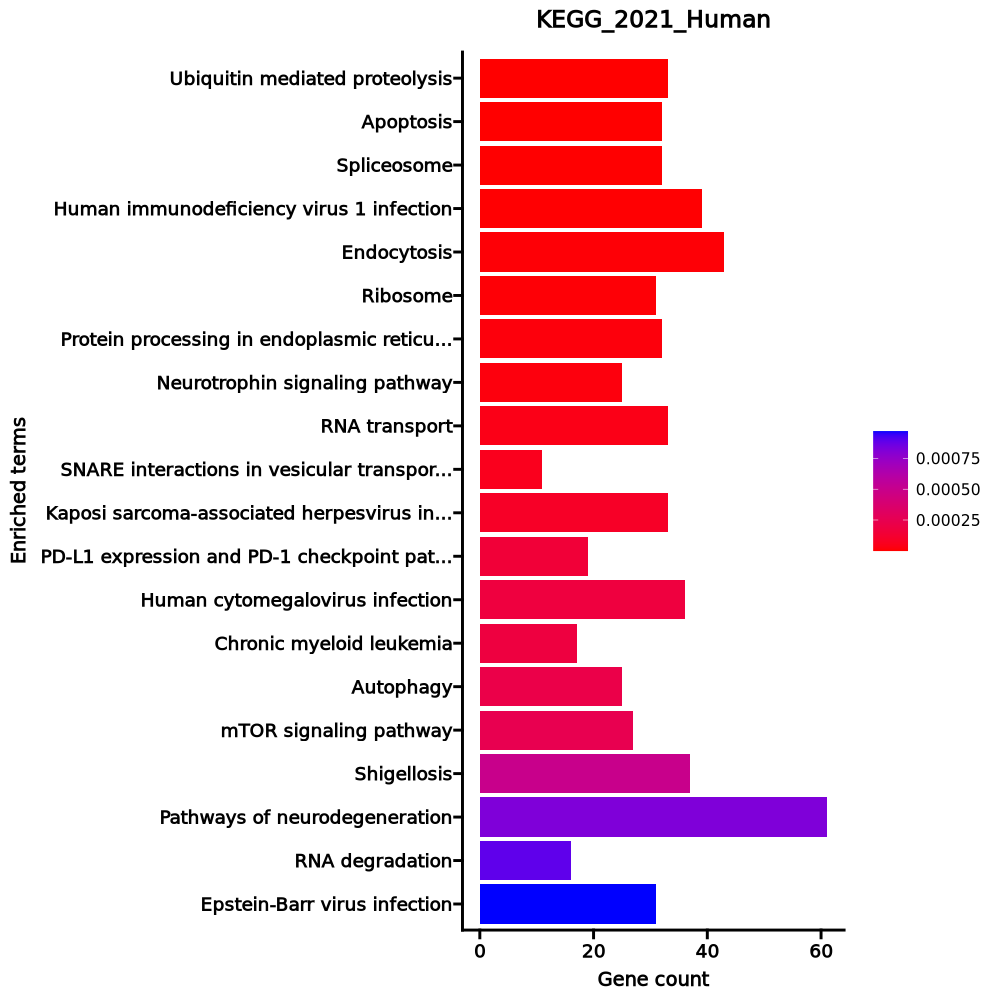 KEGG_2021_Human
Ubiquitin mediated proteolysis
Apoptosis
Spliceosome
Human immunodeficiency virus 1 infection
Endocytosis
Ribosome
Protein processing in endoplasmic reticu...
Neurotrophin signaling pathway
RNA transport
SNARE interactions in vesicular transpor...
Kaposi sarcoma-associated herpesvirus in...
PD-L1 expression and PD-1 checkpoint pat...
Human cytomegalovirus infection
Chronic myeloid leukemia
Autophagy
mTOR signaling pathway
Shigellosis
Pathways of neurodegeneration
RNA degradation
Epstein-Barr virus infection
Enriched terms
0 20 40 60
Gene count
0.00075
0.00050
0.00025